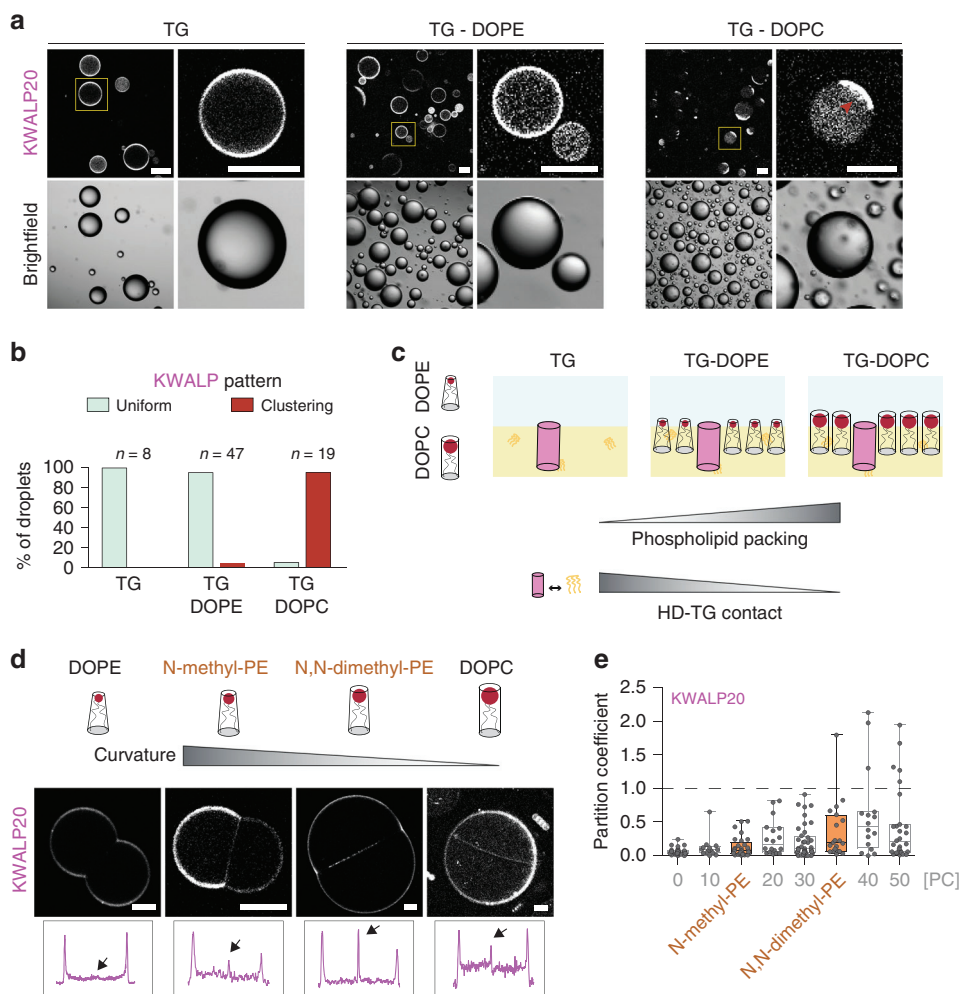 a
TG
TG - DOPE
TG - DOPC
KWALP20
Brightfield
b
KWALP pattern
Uniform
Clustering
n = 8
n = 47
n = 19
% of droplets
100
80
60
40
20
0
TG
TG
DOPE
TG
DOPC
c
DOPE
DOPC
TG
TG-DOPE
TG-DOPC
Phospholipid packing
HD-TG contact
d
DOPE
N-methyl-PE
N,N-dimethyl-PE
DOPC
Curvature
KWALP20
e
KWALP20
Partition coefficient
2.5
2.0
1.5
1.0
0.5
0.0
0
10
N-methyl-PE
20
30
N,N-dimethyl-PE
40
50
[PC]